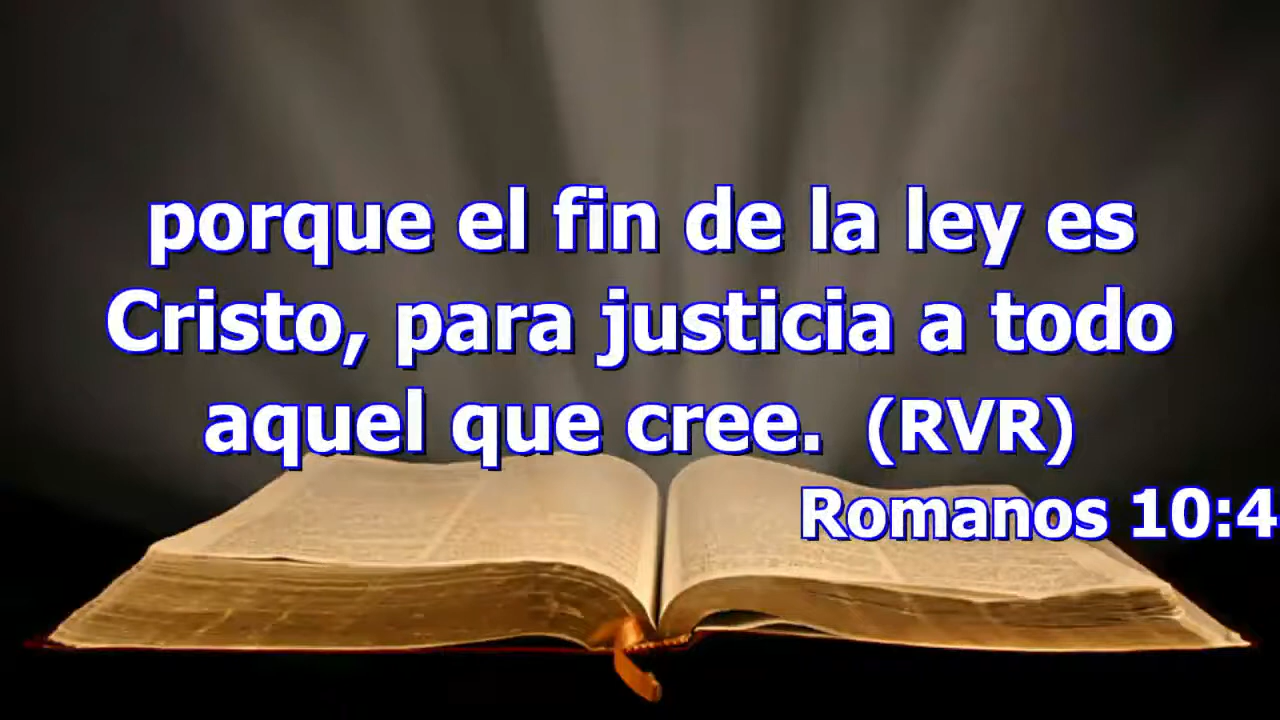 porque el fin de la ley es
Cristo, para justicia a todo
aquel que cree. (RVR)
Romanos 10:4